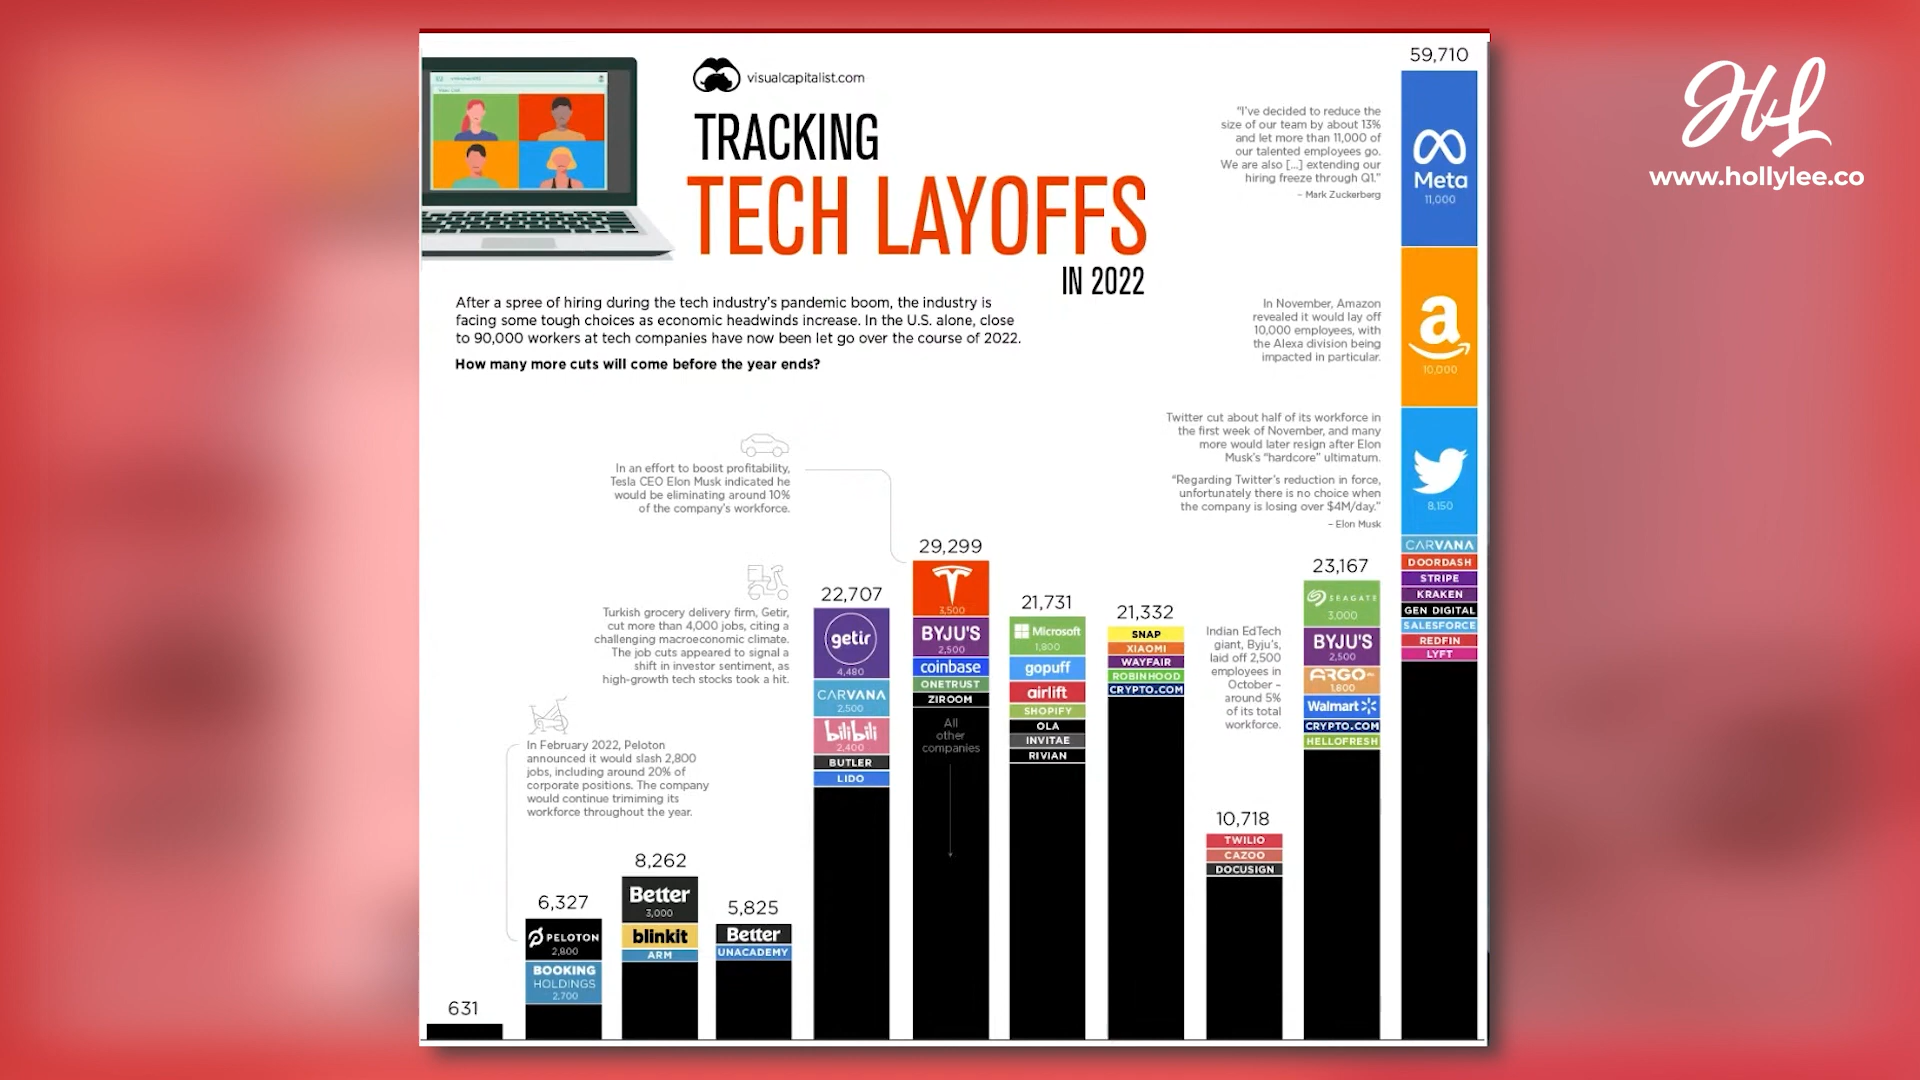 visualcapitalist.com
TRACKING
TECH LAYOFFS
IN 2022
After a spree of hiring during the tech industry's pandemic boom, the industry is
facing some tough choices as economic headwinds increase. In the U.S. alone, close
to 90,000 workers at tech companies have now been let go over the course of 2022.
How many more cuts will come before the year ends?
HL
www.hollylee.co
631
In February 2022, Peloton
announced it would slash 2,800
jobs, including around 20% of
corporate positions. The company
would continue trimiming its
workforce throughout the year.
6,327
PELOTON
2,800
BOOKING
HOLDINGS
2,700
8,262
Better
3,000
blinkit
ARM
5,825
Better
UNACADEMY
Turkish grocery delivery firm, Getir,
cut more than 4,000 jobs, citing a
challenging macroeconomic climate.
The job cuts appeared to signal a
shift in investor sentiment, as
high-growth tech stocks took a hit.
22,707
getir
4,480
CARVANA
2,500
bilibili
2,400
BUTLER
LIDO
In an effort to boost profitability,
Tesla CEO Elon Musk indicated he
would be eliminating around 10%
of the company's workforce.
29,299
3,500
BYJU'S
2,500
coinbase
ONETRUST
ZIROOM
All
other
companies
21,731
Microsoft
1,800
gopuff
airlift
SHOPIFY
OLA
INVITAE
RIVIAN
21,332
SNAP
XIAOMI
WAYFAIR
ROBINHOOD
CRYPTO.COM
10,718
TWILIO
CAZOO
DOCUSIGN
Indian EdTech
giant, Byju's,
laid off 2,500
employees in
October –
around 5%
of its total
workforce.
23,167
SEAGATE
3,000
BYJU'S
2,500
ARGO
1,800
Walmart
CRYPTO.COM
HELLOFRESH
"I've decided to reduce the
size of our team by about 13%
and let more than 11,000 of
our talented employees go.
We are also [...] extending our
hiring freeze through Q1."
– Mark Zuckerberg
In November, Amazon
revealed it would lay off
10,000 employees, with
the Alexa division being
impacted in particular.
Twitter cut about half of its workforce in
the first week of November, and many
more would later resign after Elon
Musk's "hardcore" ultimatum.
"Regarding Twitter's reduction in force,
unfortunately there is no choice when
the company is losing over $4M/day."
– Elon Musk
59,710
Meta
11,000
a
10,000
8,150
CARVANA
DOORDASH
STRIPE
KRAKEN
GEN DIGITAL
SALESFORCE
REDFIN
LYFT